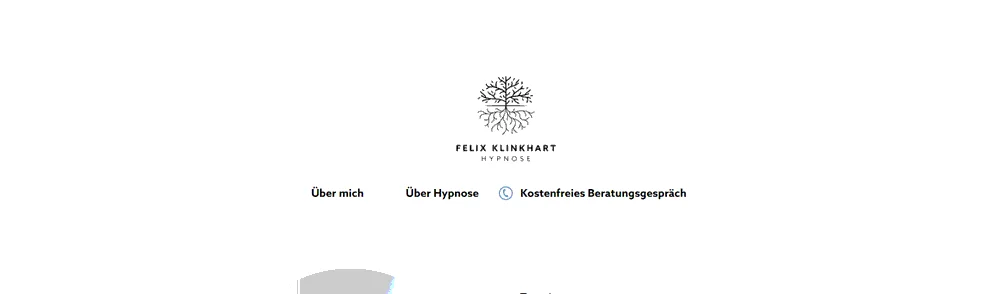 FELIX KLINKHART
HYPNOSE
Über mich Über Hypnose Kostenfreies Beratungsgespräch